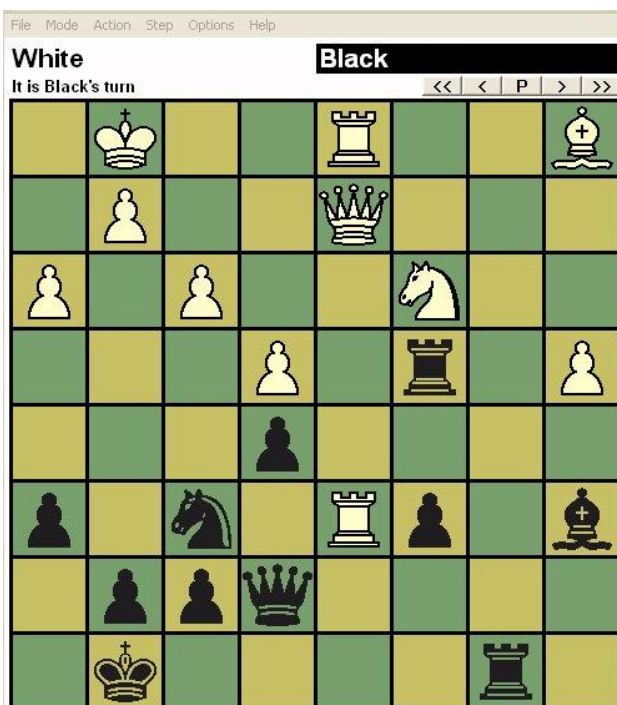 File Mode Action Step Options Help
White Black
It is Black's turn << < P > >>